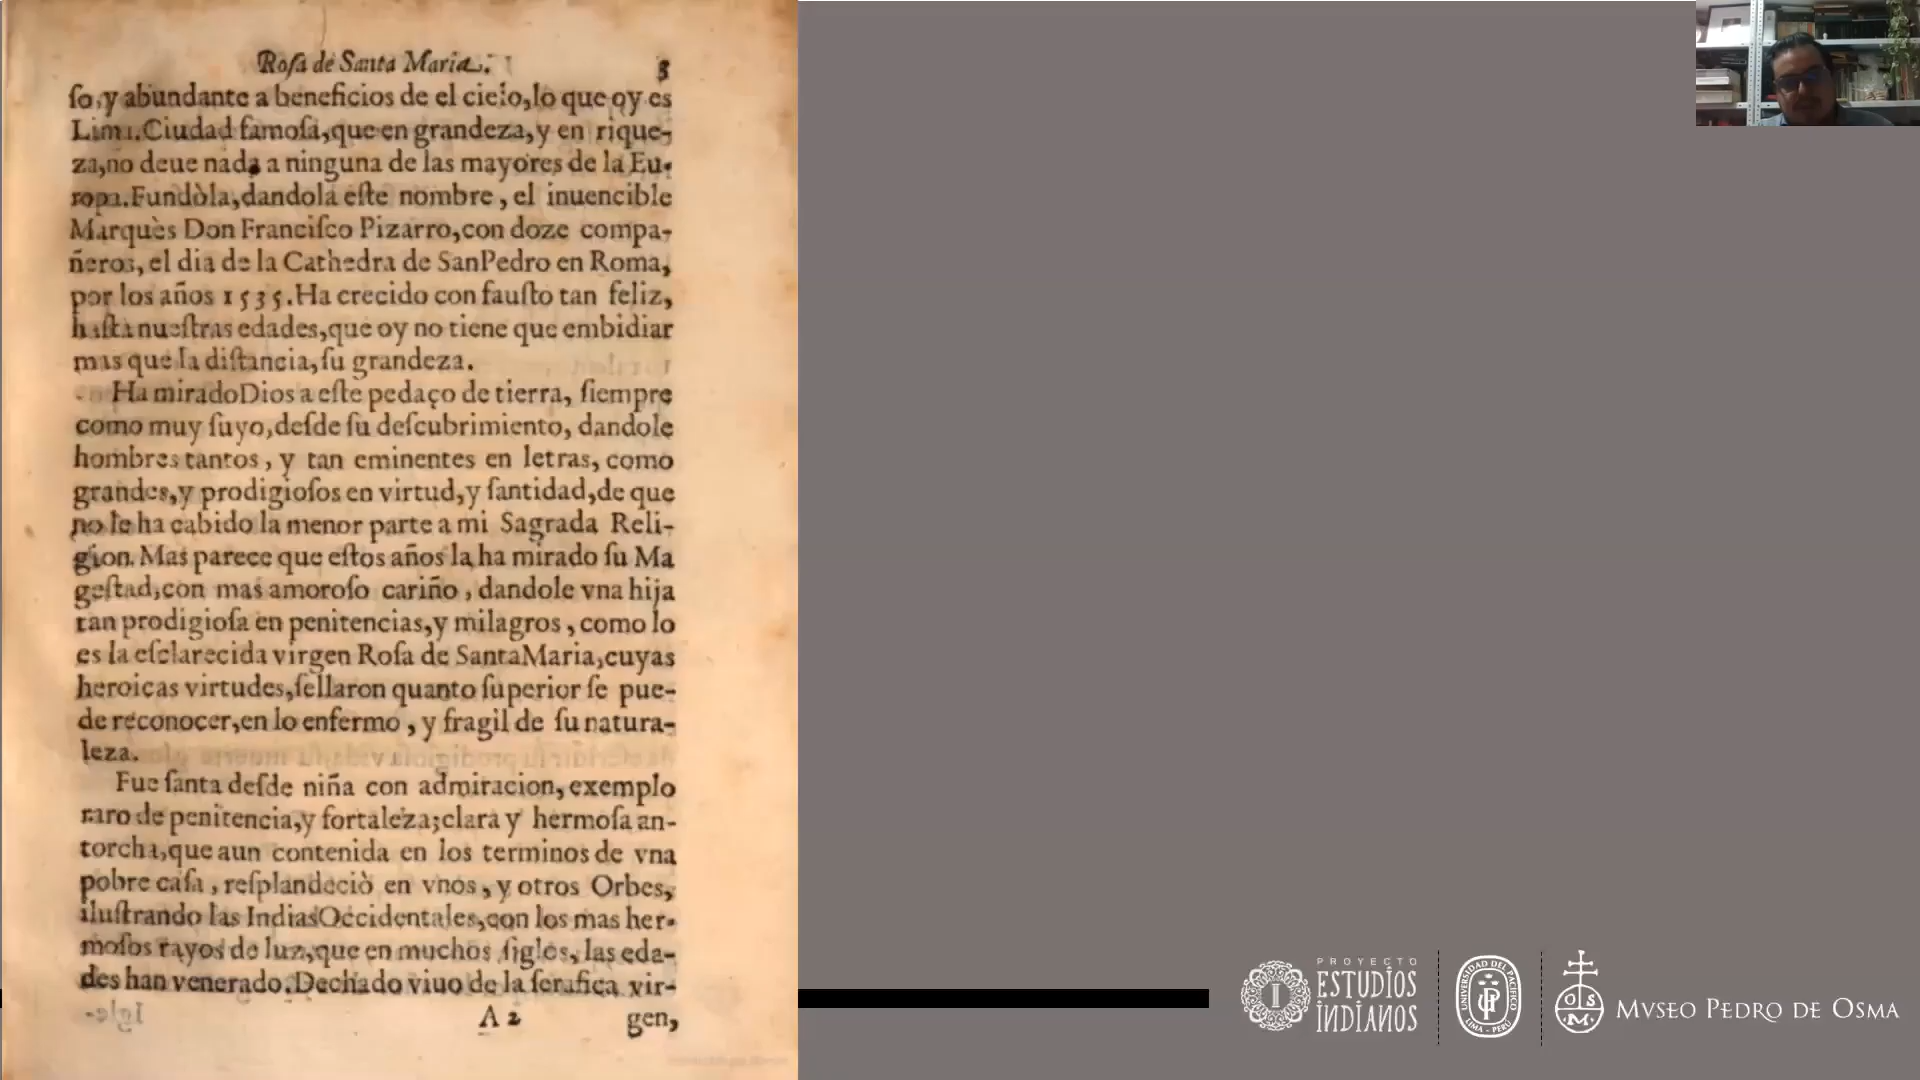 Roſa de Santa Maria. 3
ſo, y abundante a beneficios de el cielo, lo que oy es
Lima. Ciudad famoſa, que en grandeza, y en rique-
za, no deue nada a ninguna de las mayores de la Eu-
ropa. Fundòla, dandola eſte nombre, el inuencible
Marquès Don Franciſco Pizarro, con doze compa-
ñeros, el dia de la Cathedra de San Pedro en Roma,
por los años 1535. Ha crecido con fauſto tan feliz,
haſta nueſtras edades, que oy no tiene que embidiar
mas que la diſtancia, ſu grandeza.
Ha mirado Dios a eſte pedaço de tierra, ſiempre
como muy ſuyo, deſde ſu deſcubrimiento, dandole
hombres tantos, y tan eminentes en letras, como
grandes, y prodigioſos en virtud, y ſantidad, de que
no le ha cabido la menor parte a mi Sagrada Reli-
gion. Mas parece que eſtos años la ha mirado ſu Ma
geſtad, con mas amoroſo cariño, dandole vna hija
tan prodigioſa en penitencias, y milagros, como lo
es la eſclarecida virgen Roſa de Santa Maria, cuyas
heroicas virtudes, ſellaron quanto ſuperior ſe pue-
de reconocer, en lo enfermo, y fragil de ſu natura-
leza.
Fue ſanta deſde niña con admiracion, exemplo
raro de penitencia, y fortaleza; clara y hermoſa an-
torcha, que aun contenida en los terminos de vna
pobre caſa, reſplandeciò en vnos, y otros Orbes,
iluſtrando las Indias Occidentales, con los mas her-
moſos rayos de luz, que en muchos ſiglos, las eda-
des han venerado. Dechado viuo de la ſerafica vir-
A 2 gen,
PROYECTO
ESTUDIOS
INDIANOS
UNIVERSIDAD DEL PACIFICO
LIMA - PERU
UP
OSM
MVSEO PEDRO DE OSMA